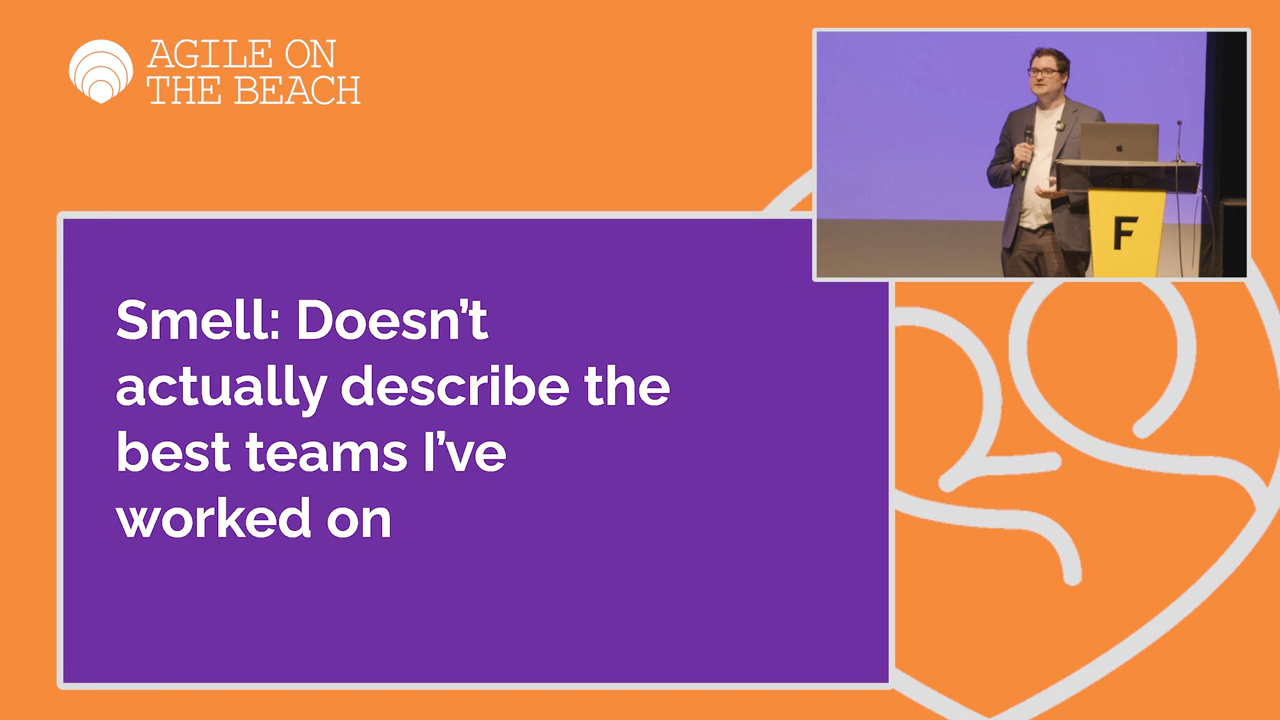 AGILE ON
THE BEACH
F
Smell: Doesn’t
actually describe the
best teams I’ve
worked on